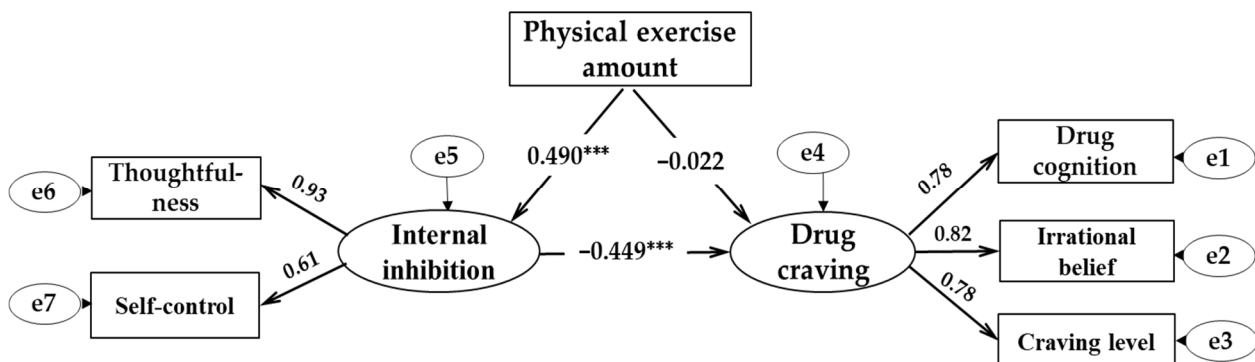 Physical exercise
amount
e5
e4
0.490***
−0.022
Drug
cognition
e1
e6
Thoughtful-
ness
0.93
0.78
Internal
inhibition
−0.449***
Drug
craving
0.82
Irrational
belief
e2
e7
Self-control
0.61
0.78
Craving level
e3